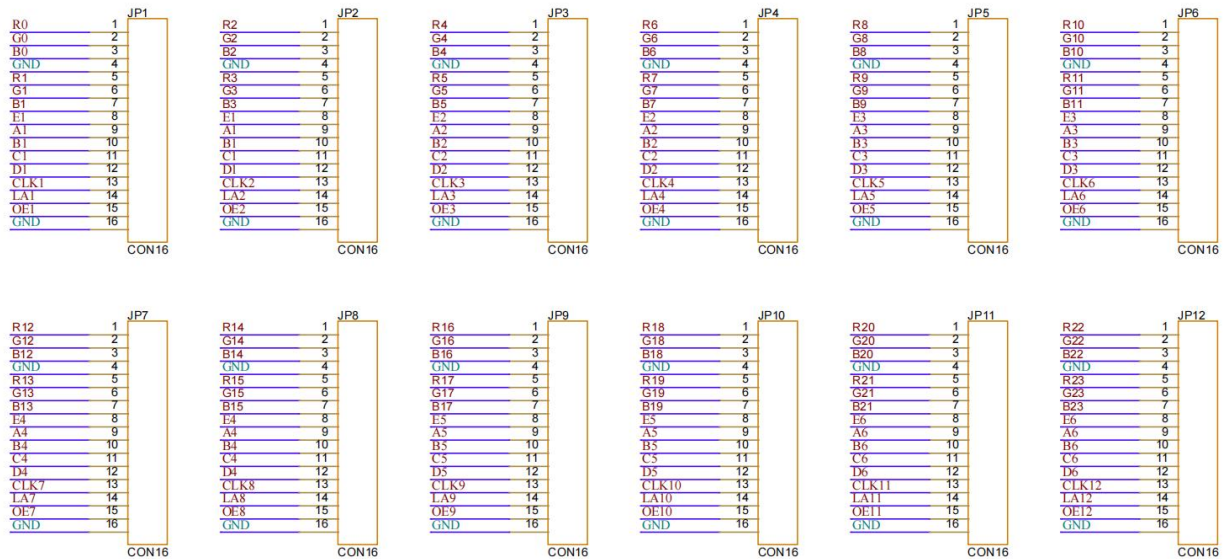 JP1 JP2 JP3 JP4 JP5 JP6
R0 1 R2 1 R4 1 R6 1 R8 1 R10 1
G0 2 G2 2 G4 2 G6 2 G8 2 G10 2
B0 3 B2 3 B4 3 B6 3 B8 3 B10 3
GND 4 GND 4 GND 4 GND 4 GND 4 GND 4
R1 5 R3 5 R5 5 R7 5 R9 5 R11 5
G1 6 G3 6 G5 6 G7 6 G9 6 G11 6
B1 7 B3 7 B5 7 B7 7 B9 7 B11 7
E1 8 E1 8 E2 8 E2 8 E3 8 E3 8
A1 9 A1 9 A2 9 A2 9 A3 9 A3 9
B1 10 B1 10 B2 10 B2 10 B3 10 B3 10
C1 11 C1 11 C2 11 C2 11 C3 11 C3 11
D1 12 D1 12 D2 12 D2 12 D3 12 D3 12
CLK1 13 CLK2 13 CLK3 13 CLK4 13 CLK5 13 CLK6 13
LA1 14 LA2 14 LA3 14 LA4 14 LA5 14 LA6 14
OE1 15 OE2 15 OE3 15 OE4 15 OE5 15 OE6 15
GND 16 GND 16 GND 16 GND 16 GND 16 GND 16
CON16 CON16 CON16 CON16 CON16 CON16
JP7 JP8 JP9 JP10 JP11 JP12
R12 1 R14 1 R16 1 R18 1 R20 1 R22 1
G12 2 G14 2 G16 2 G18 2 G20 2 G22 2
B12 3 B14 3 B16 3 B18 3 B20 3 B22 3
GND 4 GND 4 GND 4 GND 4 GND 4 GND 4
R13 5 R15 5 R17 5 R19 5 R21 5 R23 5
G13 6 G15 6 G17 6 G19 6 G21 6 G23 6
B13 7 B15 7 B17 7 B19 7 B21 7 B23 7
E4 8 E4 8 E5 8 E5 8 E6 8 E6 8
A4 9 A4 9 A5 9 A5 9 A6 9 A6 9
B4 10 B4 10 B5 10 B5 10 B6 10 B6 10
C4 11 C4 11 C5 11 C5 11 C6 11 C6 11
D4 12 D4 12 D5 12 D5 12 D6 12 D6 12
CLK7 13 CLK8 13 CLK9 13 CLK10 13 CLK11 13 CLK12 13
LA7 14 LA8 14 LA9 14 LA10 14 LA11 14 LA12 14
OE7 15 OE8 15 OE9 15 OE10 15 OE11 15 OE12 15
GND 16 GND 16 GND 16 GND 16 GND 16 GND 16
CON16 CON16 CON16 CON16 CON16 CON16